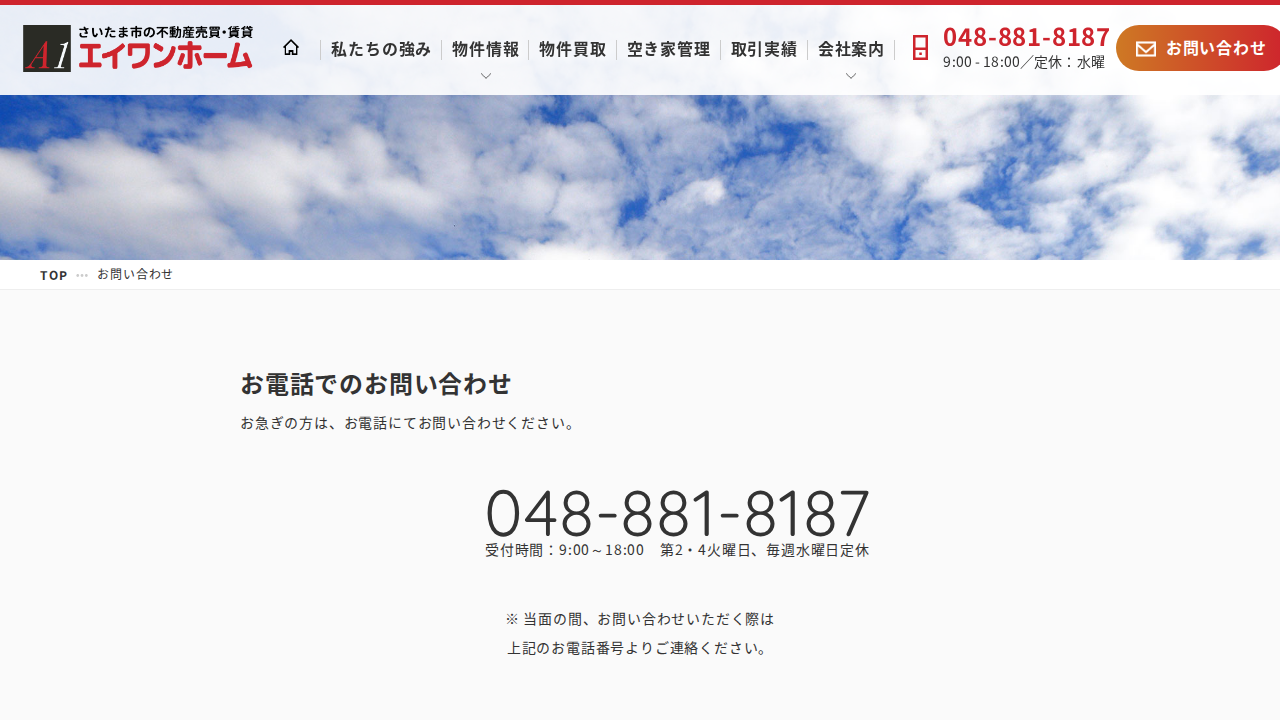 さいたま市の不動産売買・賃貸
A1 エイワンホーム
私たちの強み 物件情報 物件買取 空き家管理 取引実績 会社案内
048-881-8187
9:00 - 18:00／定休：水曜
お問い合わせ
TOP ••• お問い合わせ
お電話でのお問い合わせ
お急ぎの方は、お電話にてお問い合わせください。
048-881-8187
受付時間：9:00～18:00　第2・4火曜日、毎週水曜日定休
※ 当面の間、お問い合わせいただく際は
上記のお電話番号よりご連絡ください。